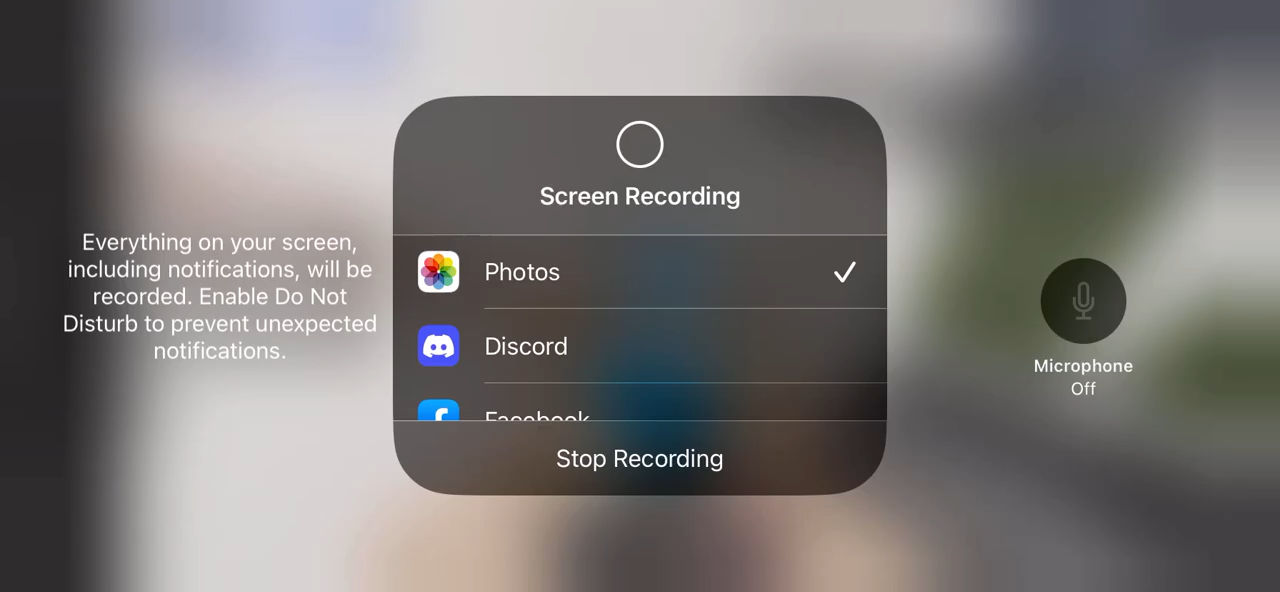 Everything on your screen,
including notifications, will be
recorded. Enable Do Not
Disturb to prevent unexpected
notifications.
Screen Recording
Photos
Discord
Facebook
Stop Recording
Microphone
Off